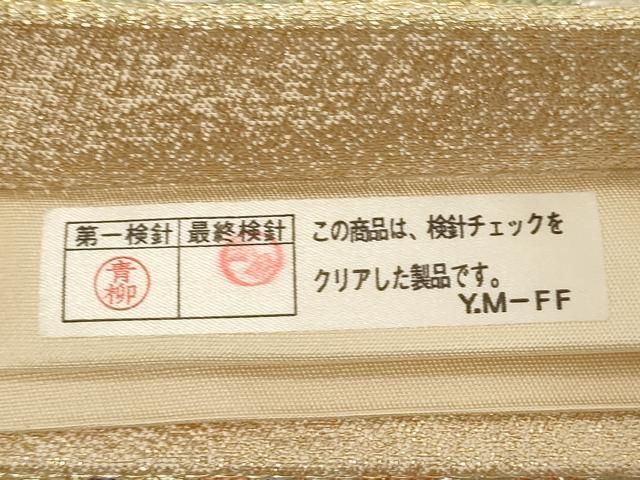 第一検針 最終検針
青柳
この商品は、検針チェックを
クリアした製品です。
Y.M-FF